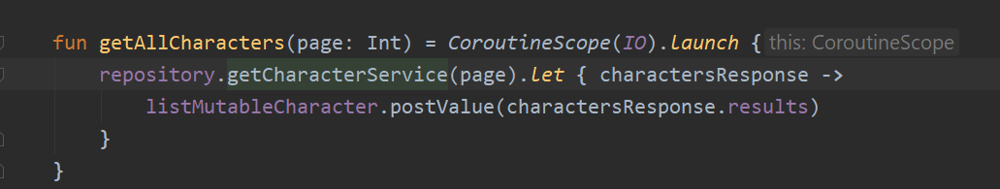 fun getAllCharacters(page: Int) = CoroutineScope(IO).launch { this: CoroutineScope
repository.getCharacterService(page).let { charactersResponse ->
listMutableCharacter.postValue(charactersResponse.results)
}
}